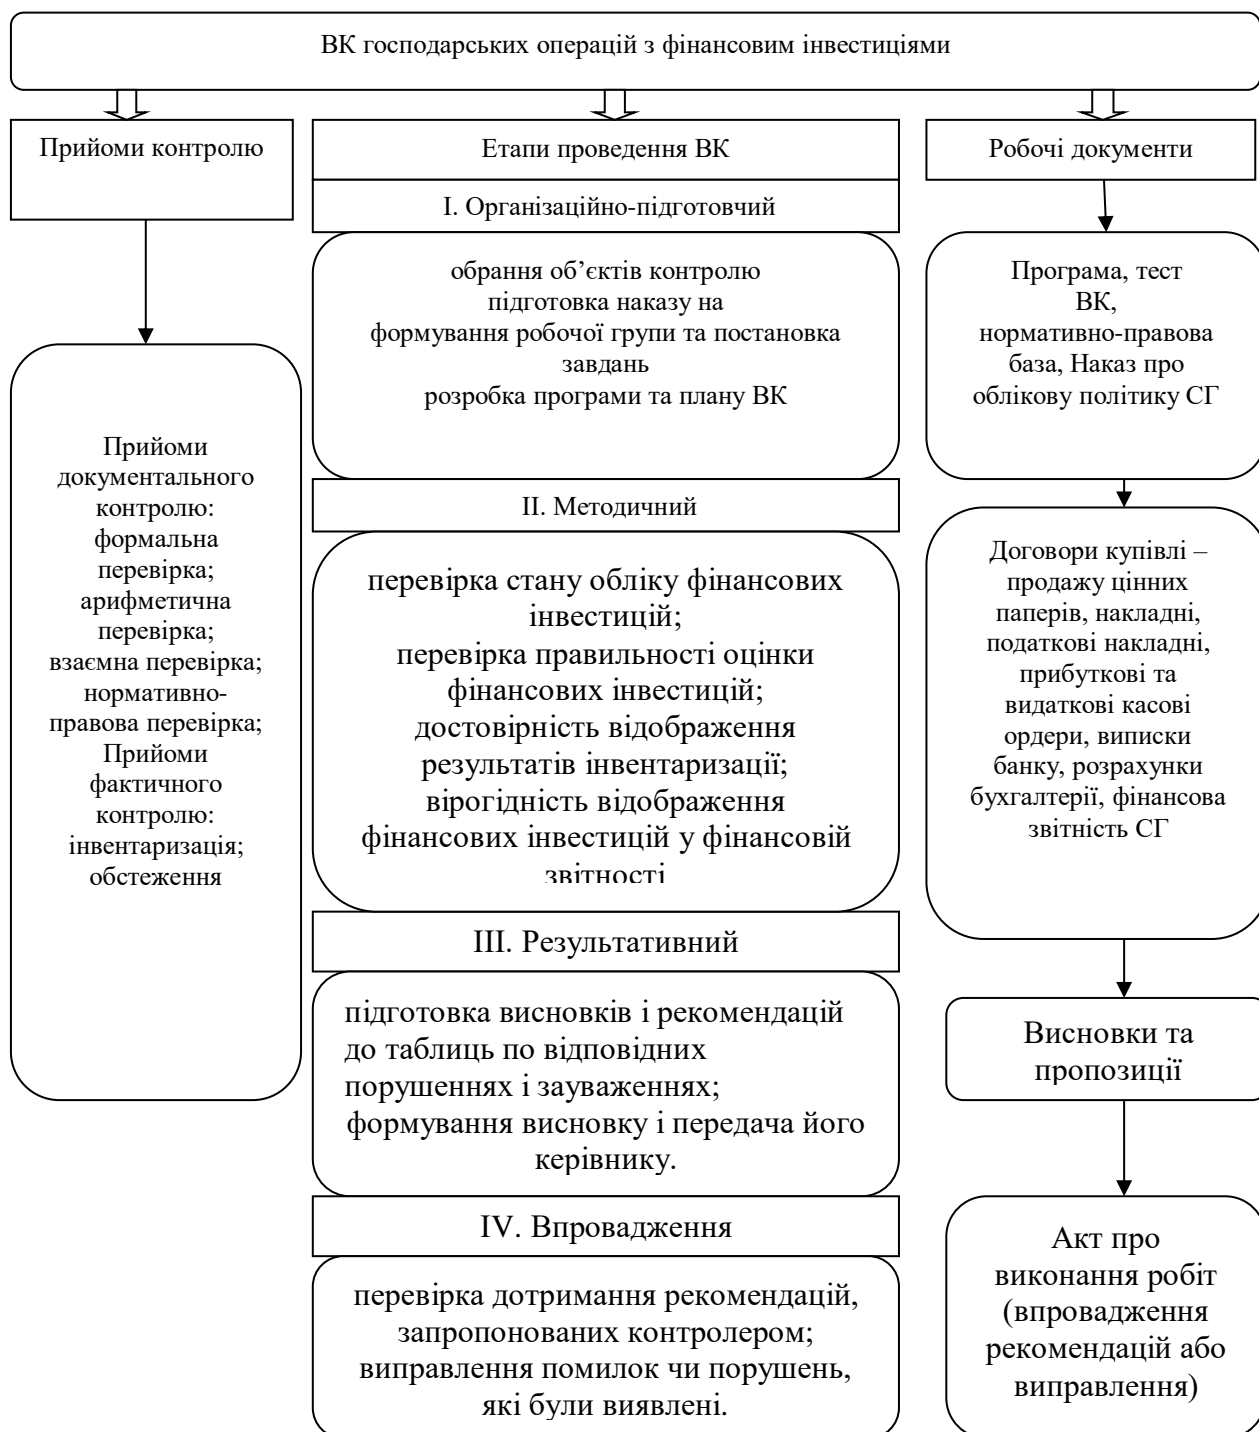 ВК господарських операцій з фінансовим інвестиціями
Прийоми контролю
Етапи проведення ВК
Робочі документи
І. Організаційно-підготовчий
обрання об’єктів контролю
підготовка наказу на
формування робочої групи та постановка
завдань
розробка програми та плану ВК
Програма, тест
ВК,
нормативно-правова
база, Наказ про
облікову політику СГ
Прийоми
документального
контролю:
формальна
перевірка;
арифметична
перевірка;
взаємна перевірка;
нормативно-
правова перевірка;
Прийоми
фактичного
контролю:
інвентаризація;
обстеження
ІІ. Методичний
перевірка стану обліку фінансових
інвестицій;
перевірка правильності оцінки
фінансових інвестицій;
достовірність відображення
результатів інвентаризації;
вірогідність відображення
фінансових інвестицій у фінансовій
звітності
Договори купівлі –
продажу цінних
паперів, накладні,
податкові накладні,
прибуткові та
видаткові касові
ордери, виписки
банку, розрахунки
бухгалтерії, фінансова
звітність СГ
ІІІ. Результативний
підготовка висновків і рекомендацій
до таблиць по відповідних
порушеннях і зауваженнях;
формування висновку і передача його
керівнику.
Висновки та
пропозиції
IV. Впровадження
перевірка дотримання рекомендацій,
запропонованих контролером;
виправлення помилок чи порушень,
які були виявлені.
Акт про
виконання робіт
(впровадження
рекомендацій або
виправлення)